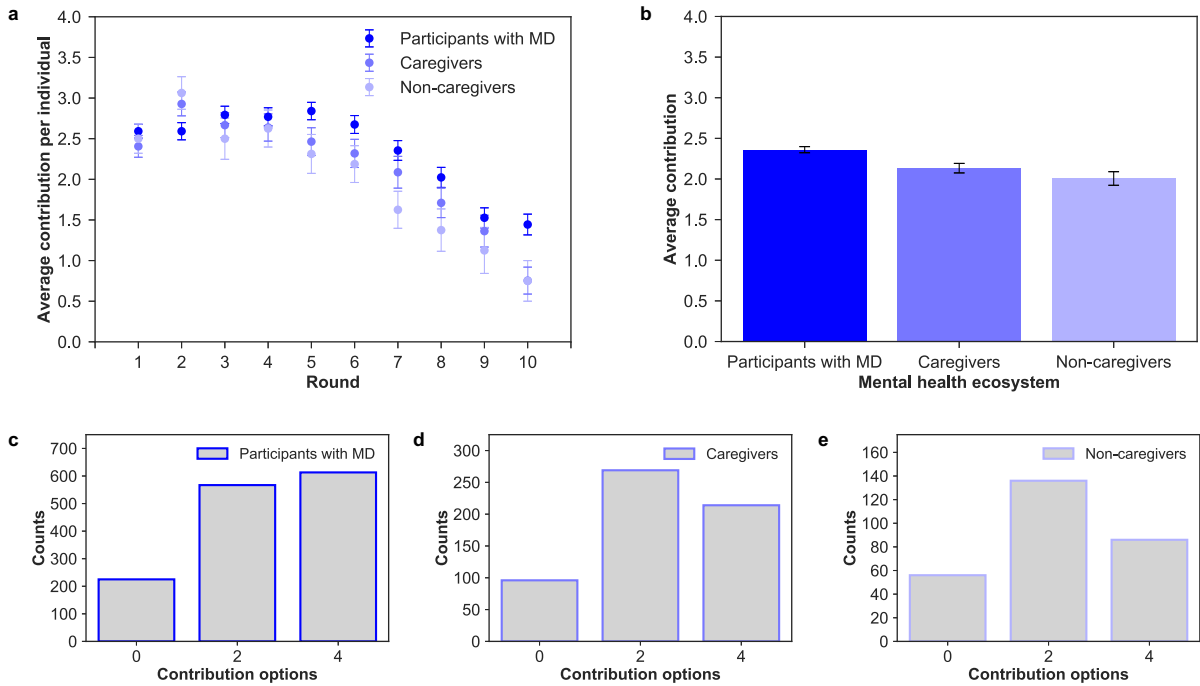 a
4.0
3.5
3.0
2.5
2.0
1.5
1.0
0.5
0.0
Average contribution per individual
Participants with MD
Caregivers
Non-caregivers
1 2 3 4 5 6 7 8 9 10
Round
b
4.0
3.5
3.0
2.5
2.0
1.5
1.0
0.5
0.0
Average contribution
Participants with MD Caregivers Non-caregivers
Mental health ecosystem
c
700
600
500
400
300
200
100
0
Counts
Participants with MD
0 2 4
Contribution options
d
300
250
200
150
100
50
0
Counts
Caregivers
0 2 4
Contribution options
e
160
140
120
100
80
60
40
20
0
Counts
Non-caregivers
0 2 4
Contribution options